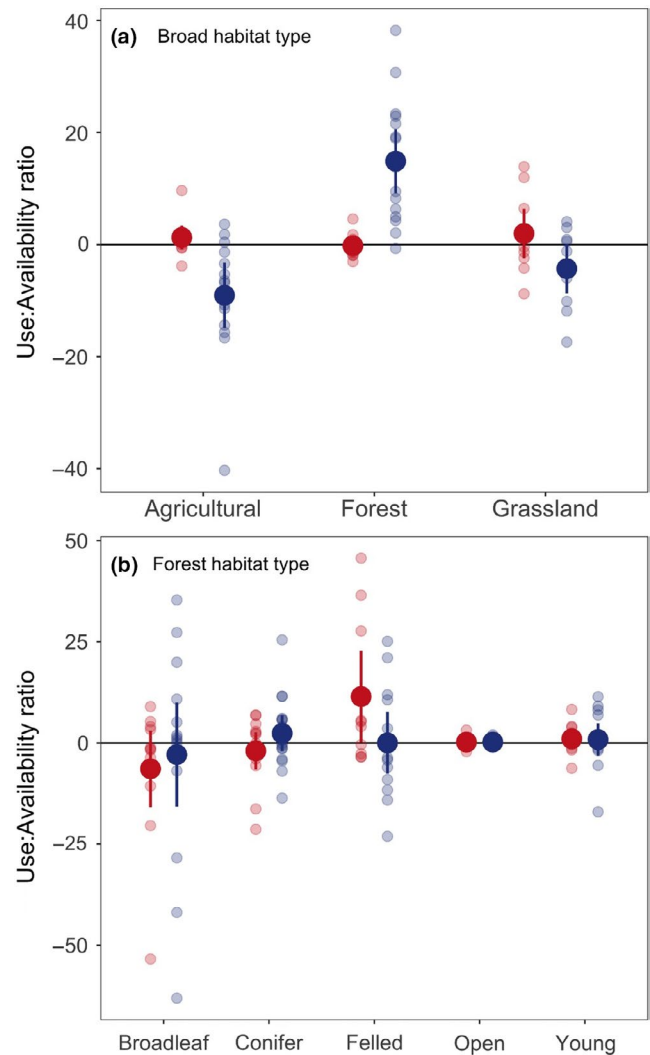 (a) Broad habitat type
40
20
0
−20
−40
Use:Availability ratio
Agricultural Forest Grassland
(b) Forest habitat type
50
25
0
−25
−50
Use:Availability ratio
Broadleaf Conifer Felled Open Young